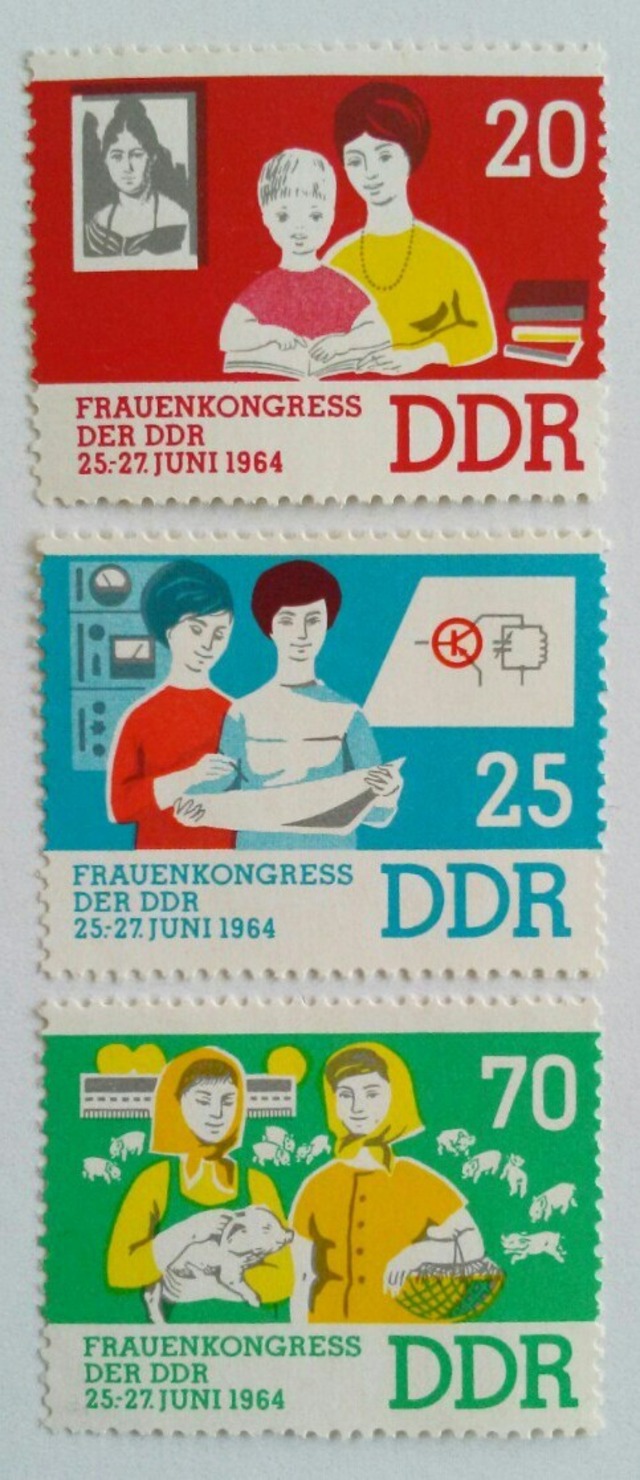 20
FRAUENKONGRESS
DER DDR
25.-27. JUNI 1964
DDR
25
FRAUENKONGRESS
DER DDR
25.-27. JUNI 1964
DDR
70
FRAUENKONGRESS
DER DDR
25.-27. JUNI 1964
DDR